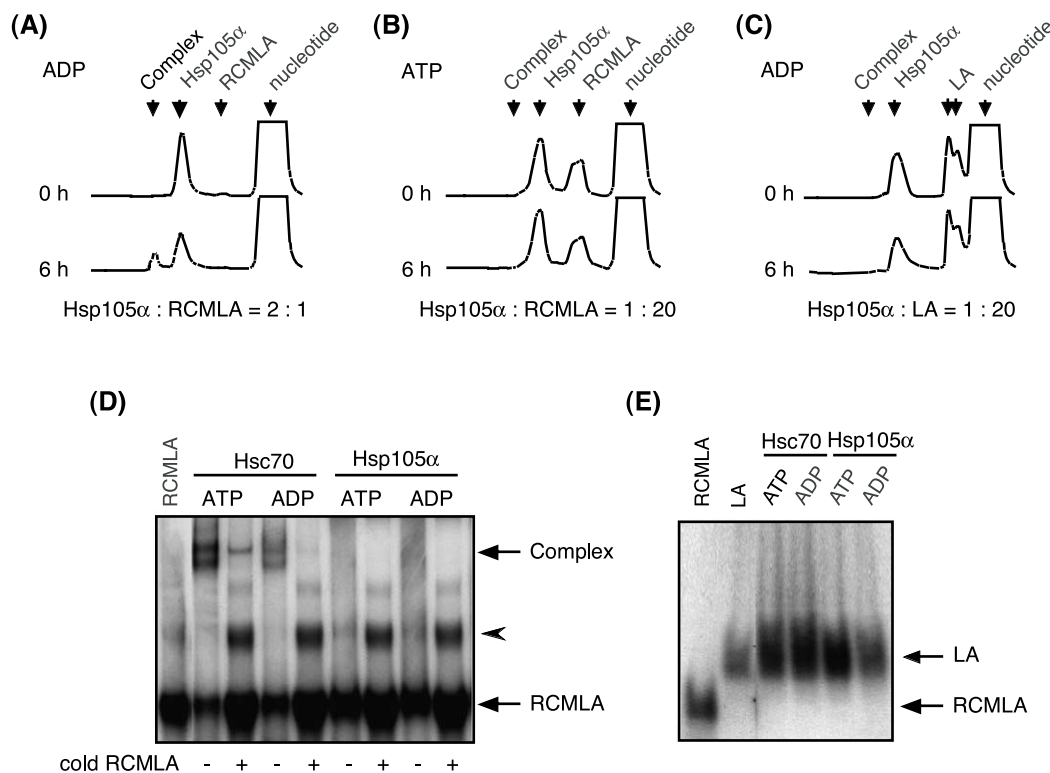 (A)
ADP
Complex
Hsp105α
RCMLA
nucleotide
0 h
6 h
Hsp105α : RCMLA = 2 : 1
(B)
ATP
Complex
Hsp105α
RCMLA
nucleotide
0 h
6 h
Hsp105α : RCMLA = 1 : 20
(C)
ADP
Complex
Hsp105α
LA
nucleotide
0 h
6 h
Hsp105α : LA = 1 : 20
(D)
RCMLA
Hsc70
Hsp105α
ATP ADP ATP ADP
Complex
RCMLA
cold RCMLA - + - + - + - +
(E)
RCMLA
LA
Hsc70 Hsp105α
ATP
ADP
ATP
ADP
LA
RCMLA